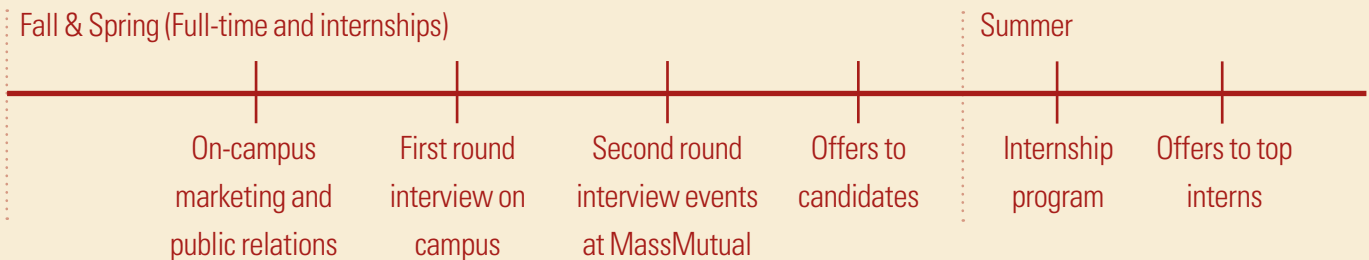 Fall & Spring (Full-time and internships)
Summer
On-campus
marketing and
public relations
First round
interview on
campus
Second round
interview events
at MassMutual
Offers to
candidates
Internship
program
Offers to top
interns